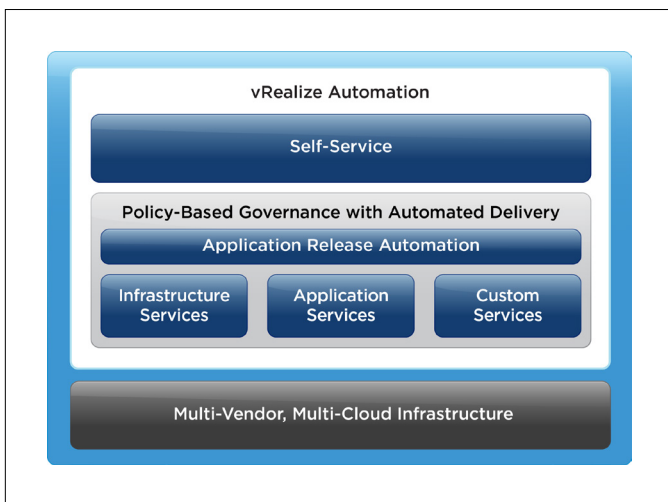 vRealize Automation
Self-Service
Policy-Based Governance with Automated Delivery
Application Release Automation
Infrastructure
Services
Application
Services
Custom
Services
Multi-Vendor, Multi-Cloud Infrastructure